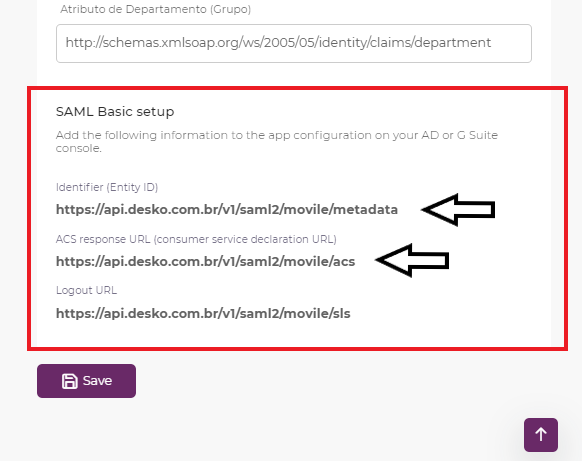 Atributo de Departamento (Grupo)
http://schemas.xmlsoap.org/ws/2005/05/identity/claims/department
SAML Basic setup
Add the following information to the app configuration on your AD or G Suite
console.
Identifier (Entity ID)
https://api.desko.com.br/v1/saml2/movile/metadata
ACS response URL (consumer service declaration URL)
https://api.desko.com.br/v1/saml2/movile/acs
Logout URL
https://api.desko.com.br/v1/saml2/movile/sls
Save